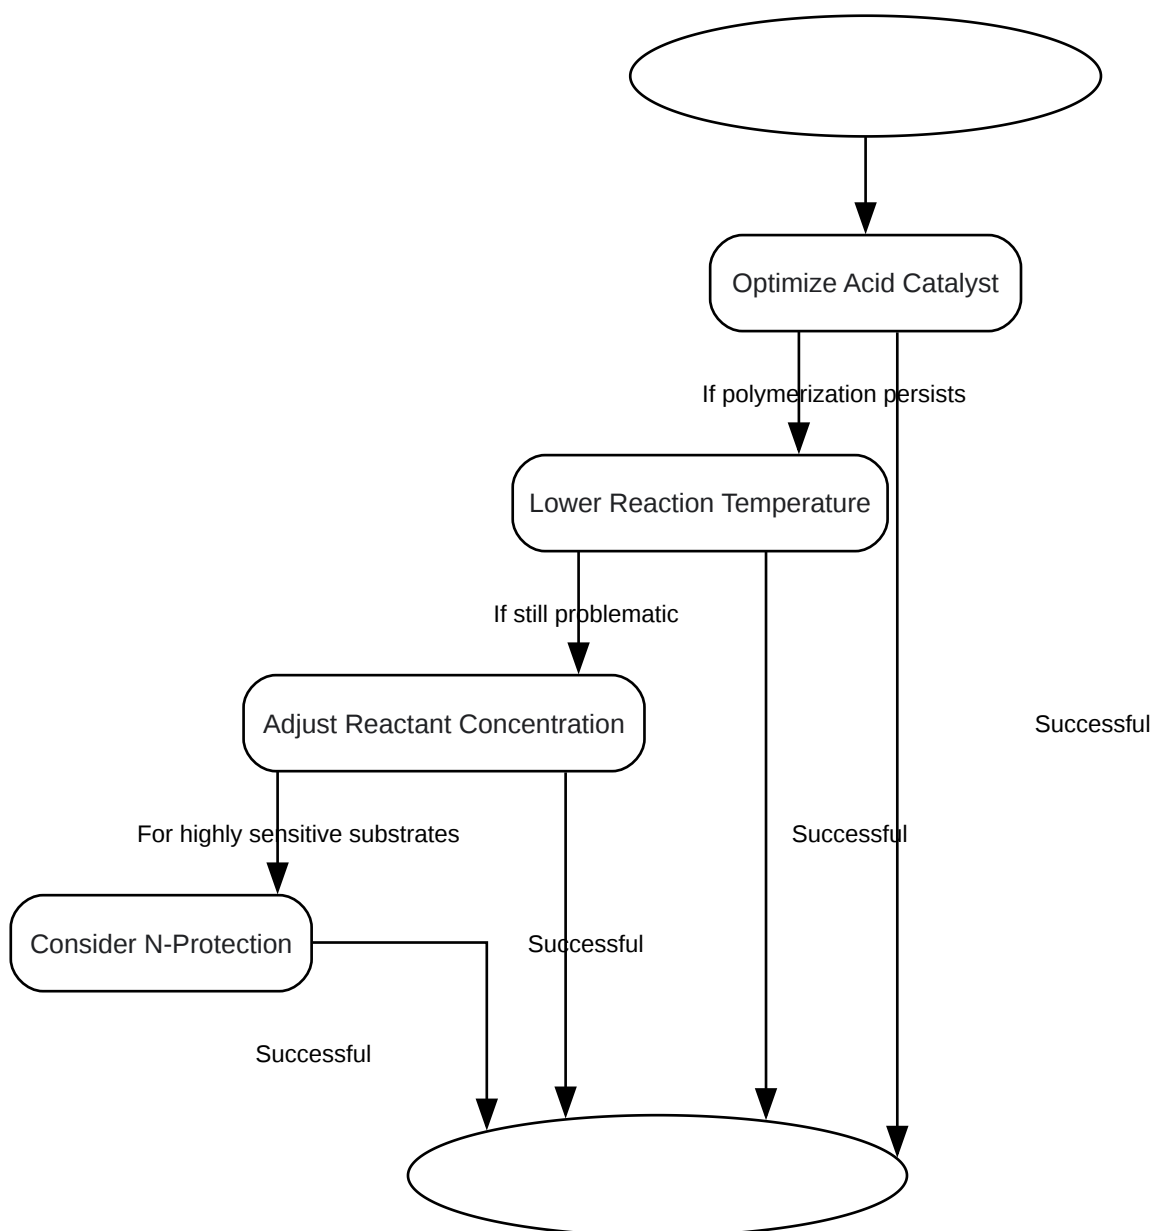 Optimize Acid Catalyst
If polymerization persists
Lower Reaction Temperature
If still problematic
Adjust Reactant Concentration
Successful
For highly sensitive substrates
Successful
Consider N-Protection
Successful
Successful